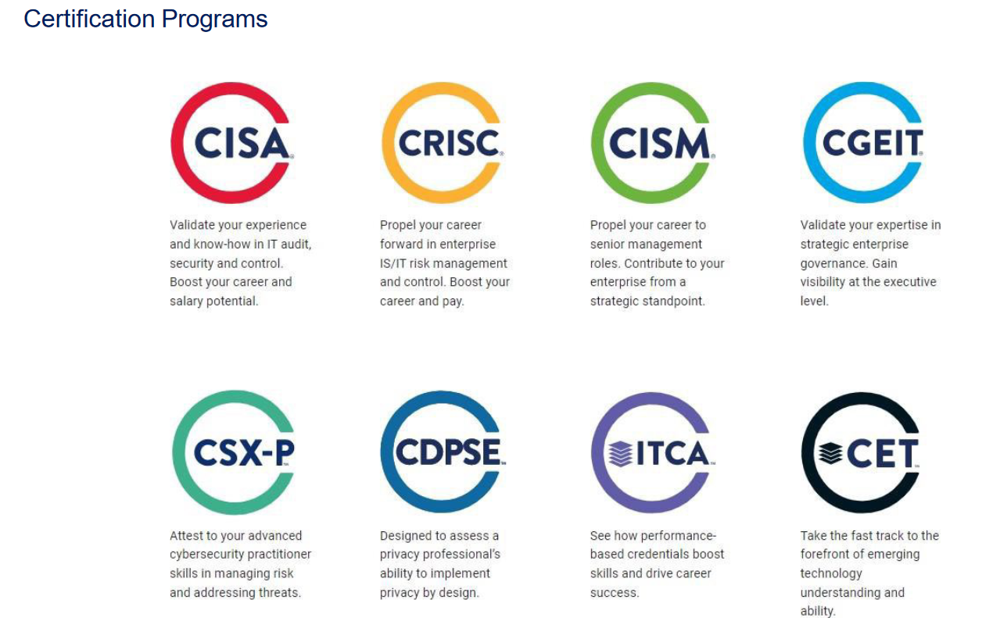 Certification Programs
CISA®
CRISC®
CISM®
CGEIT®
Validate your experience
and know-how in IT audit,
security and control.
Boost your career and
salary potential.
Propel your career
forward in enterprise
IS/IT risk management
and control. Boost your
career and pay.
Propel your career to
senior management
roles. Contribute to your
enterprise from a
strategic standpoint.
Validate your expertise in
strategic enterprise
governance. Gain
visibility at the executive
level.
CSX-P™
CDPSE™
ITCA™
CET™
Attest to your advanced
cybersecurity practitioner
skills in managing risk
and addressing threats.
Designed to assess a
privacy professional's
ability to implement
privacy by design.
See how performance-
based credentials boost
skills and drive career
success.
Take the fast track to the
forefront of emerging
technology
understanding and
ability.